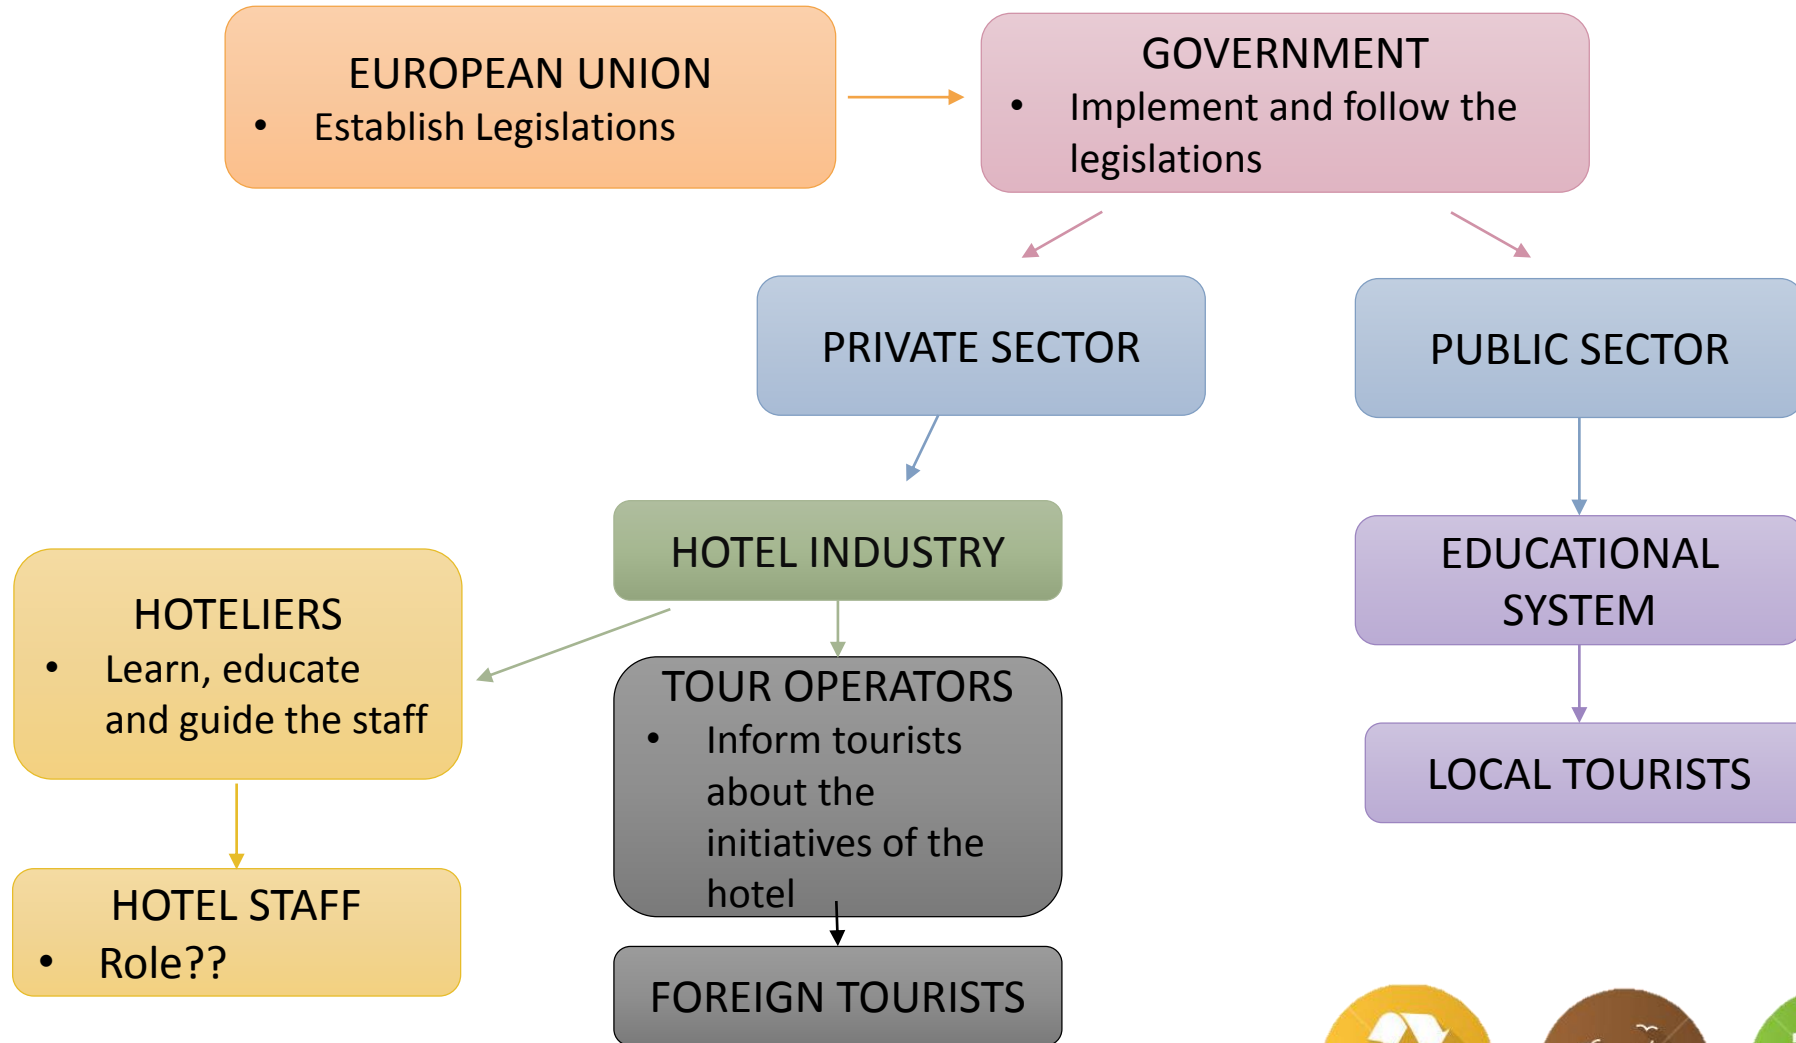 EUROPEAN UNION
• Establish Legislations
GOVERNMENT
• Implement and follow the
legislations
PRIVATE SECTOR
PUBLIC SECTOR
HOTEL INDUSTRY
EDUCATIONAL
SYSTEM
HOTELIERS
• Learn, educate
and guide the staff
TOUR OPERATORS
• Inform tourists
about the
initiatives of the
hotel
LOCAL TOURISTS
HOTEL STAFF
• Role??
FOREIGN TOURISTS